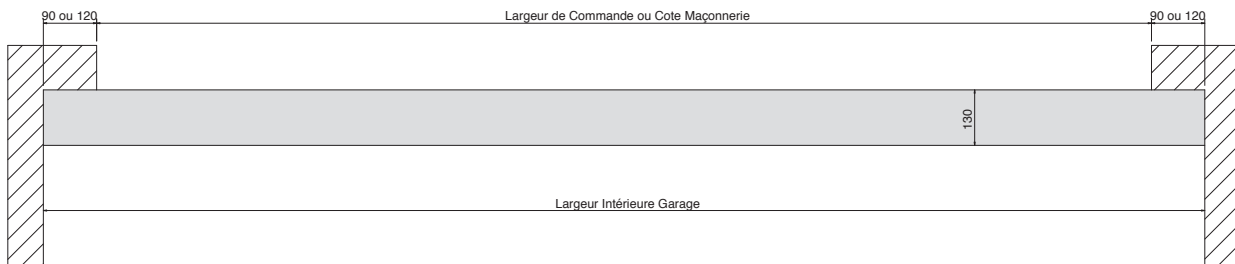 90 ou 120
Largeur de Commande ou Cote Maçonnerie
90 ou 120
130
Largeur Intérieure Garage